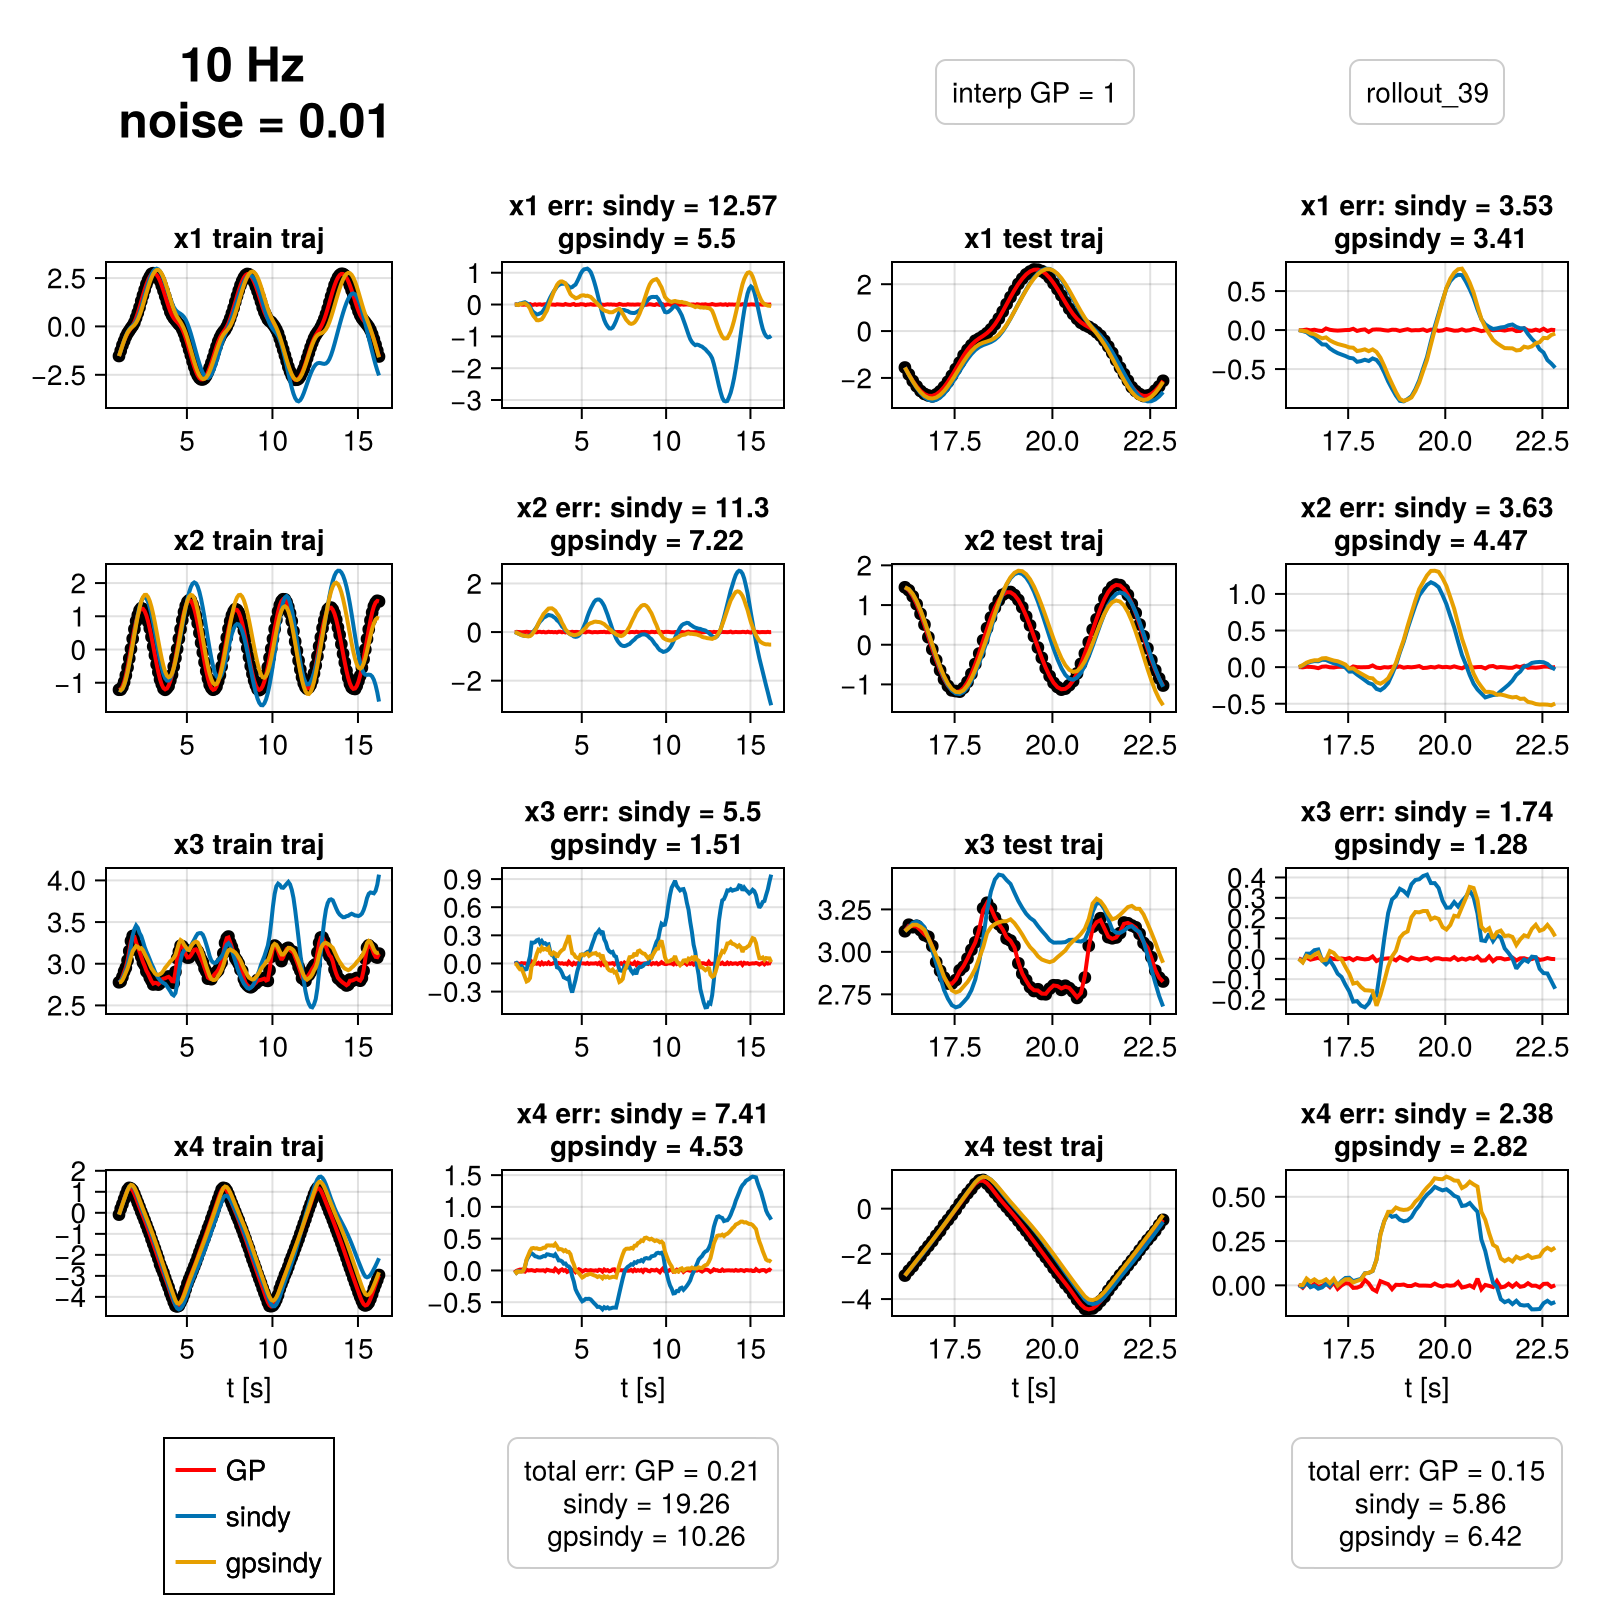 10 Hz
noise = 0.01
interp GP = 1
rollout_39
x1 train traj
2.5
0.0
−2.5
5 10 15
x1 err: sindy = 12.57
gpsindy = 5.5
1
0
−1
−2
−3
5 10 15
x1 test traj
2
0
−2
17.5 20.0 22.5
x1 err: sindy = 3.53
gpsindy = 3.41
0.5
0.0
−0.5
17.5 20.0 22.5
x2 train traj
2
1
0
−1
5 10 15
x2 err: sindy = 11.3
gpsindy = 7.22
2
0
−2
5 10 15
x2 test traj
2
1
0
−1
17.5 20.0 22.5
x2 err: sindy = 3.63
gpsindy = 4.47
1.0
0.5
0.0
−0.5
17.5 20.0 22.5
x3 train traj
4.0
3.5
3.0
2.5
5 10 15
x3 err: sindy = 5.5
gpsindy = 1.51
0.9
0.6
0.3
0.0
−0.3
5 10 15
x3 test traj
3.25
3.00
2.75
17.5 20.0 22.5
x3 err: sindy = 1.74
gpsindy = 1.28
0.4
0.3
0.2
0.1
0.0
−0.1
−0.2
17.5 20.0 22.5
x4 train traj
2
1
0
−1
−2
−3
−4
5 10 15
t [s]
x4 err: sindy = 7.41
gpsindy = 4.53
1.5
1.0
0.5
0.0
−0.5
5 10 15
t [s]
x4 test traj
0
−2
−4
17.5 20.0 22.5
t [s]
x4 err: sindy = 2.38
gpsindy = 2.82
0.50
0.25
0.00
17.5 20.0 22.5
t [s]
GP
sindy
gpsindy
total err: GP = 0.21
sindy = 19.26
gpsindy = 10.26
total err: GP = 0.15
sindy = 5.86
gpsindy = 6.42